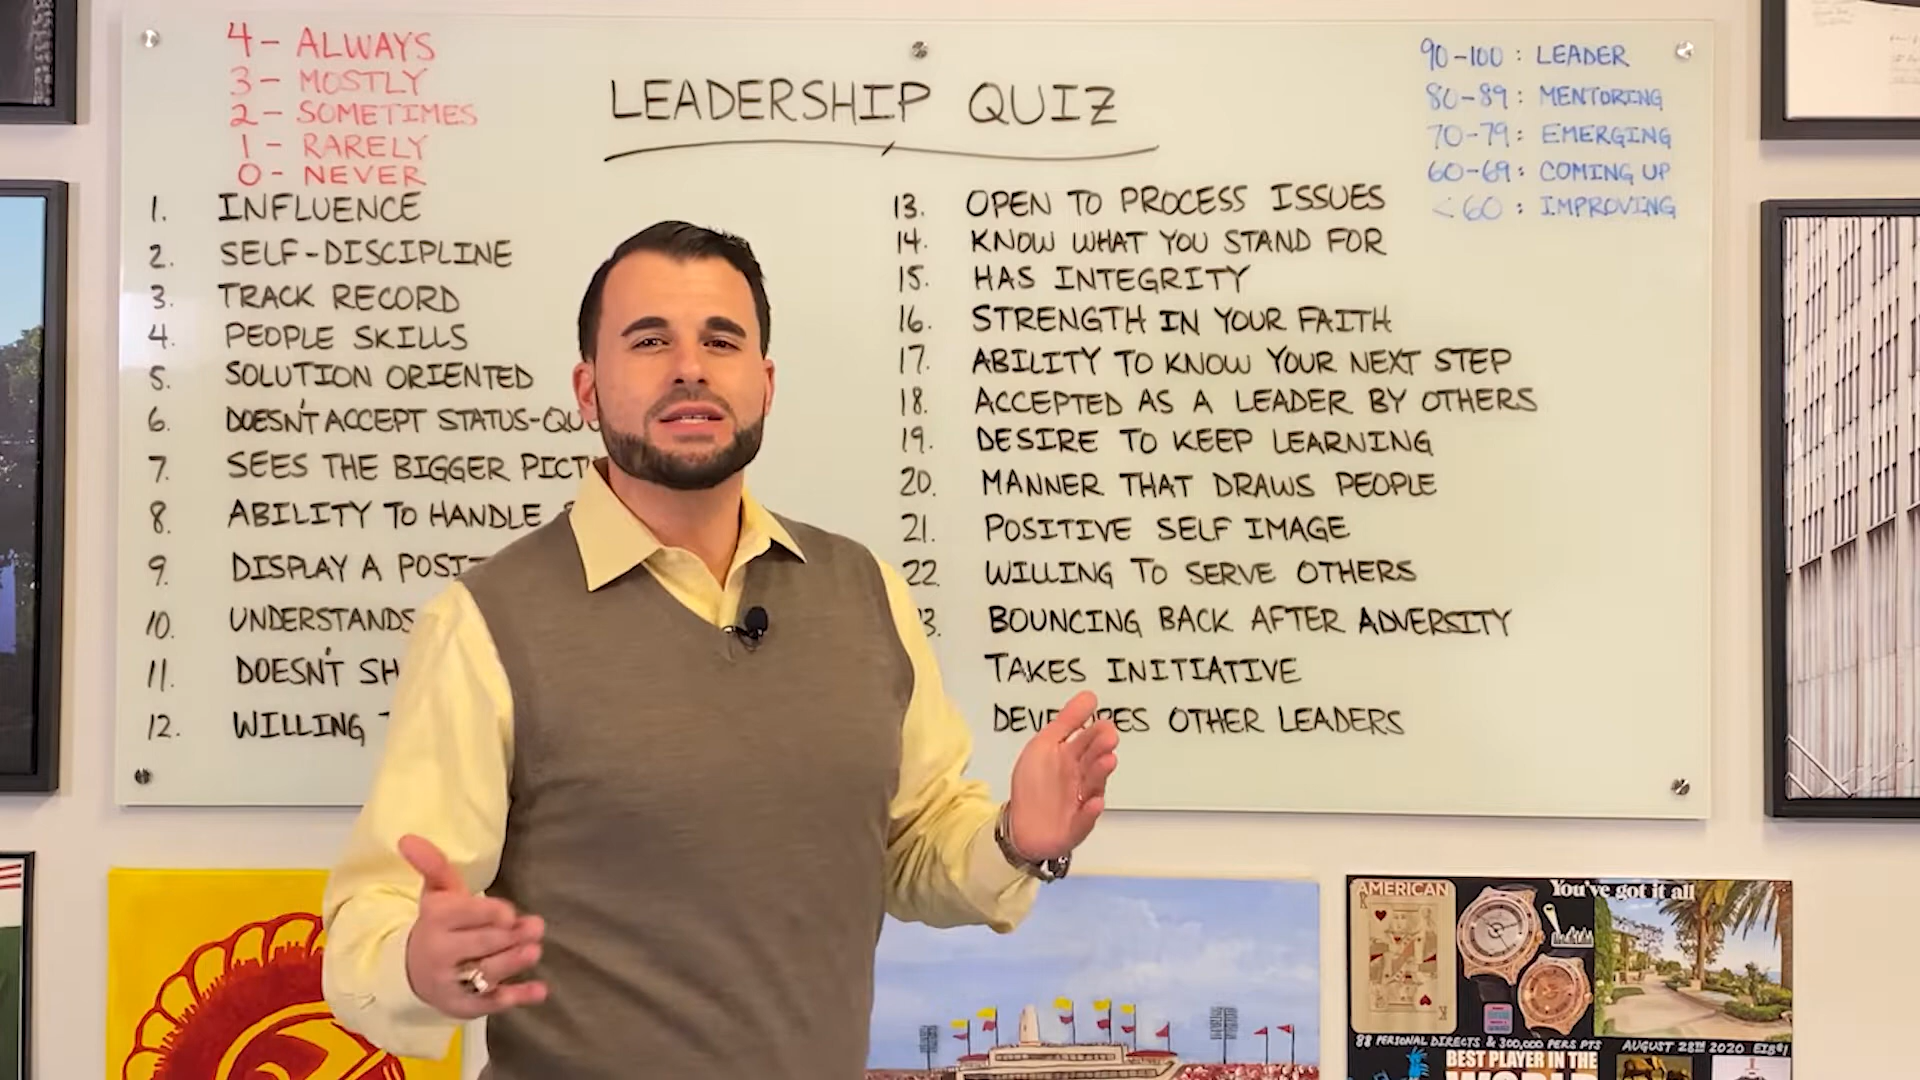 4 - ALWAYS
3 - MOSTLY
2 - SOMETIMES
1 - RARELY
0 - NEVER
LEADERSHIP QUIZ
90-100 : LEADER
80-89 : MENTORING
70-79 : EMERGING
60-69 : COMING UP
<60 : IMPROVING
1. INFLUENCE
2. SELF-DISCIPLINE
3. TRACK RECORD
4. PEOPLE SKILLS
5. SOLUTION ORIENTED
6. DOESN'T ACCEPT STATUS-QU
7. SEES THE BIGGER PICT
8. ABILITY TO HANDLE
9. DISPLAY A POSIT
10. UNDERSTANDS
11. DOESN'T SH
12. WILLING
13. OPEN TO PROCESS ISSUES
14. KNOW WHAT YOU STAND FOR
15. HAS INTEGRITY
16. STRENGTH IN YOUR FAITH
17. ABILITY TO KNOW YOUR NEXT STEP
18. ACCEPTED AS A LEADER BY OTHERS
19. DESIRE TO KEEP LEARNING
20. MANNER THAT DRAWS PEOPLE
21. POSITIVE SELF IMAGE
22. WILLING TO SERVE OTHERS
3. BOUNCING BACK AFTER ADVERSITY
TAKES INITIATIVE
DEVELOPES OTHER LEADERS
AMERICAN
You've got it all
88 PERSONAL DIRECTS & 300,000 PERS PTS
AUGUST 28TH 2020
BEST PLAYER IN THE
WORLD